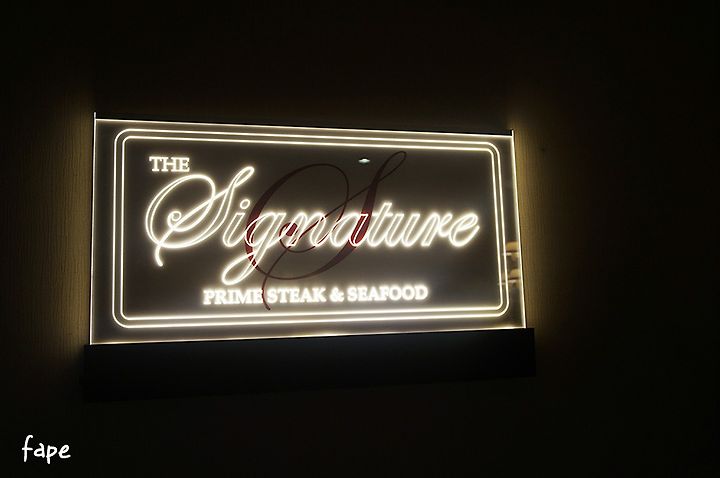 THE
Signature
S
PRIME STEAK & SEAFOOD
fape